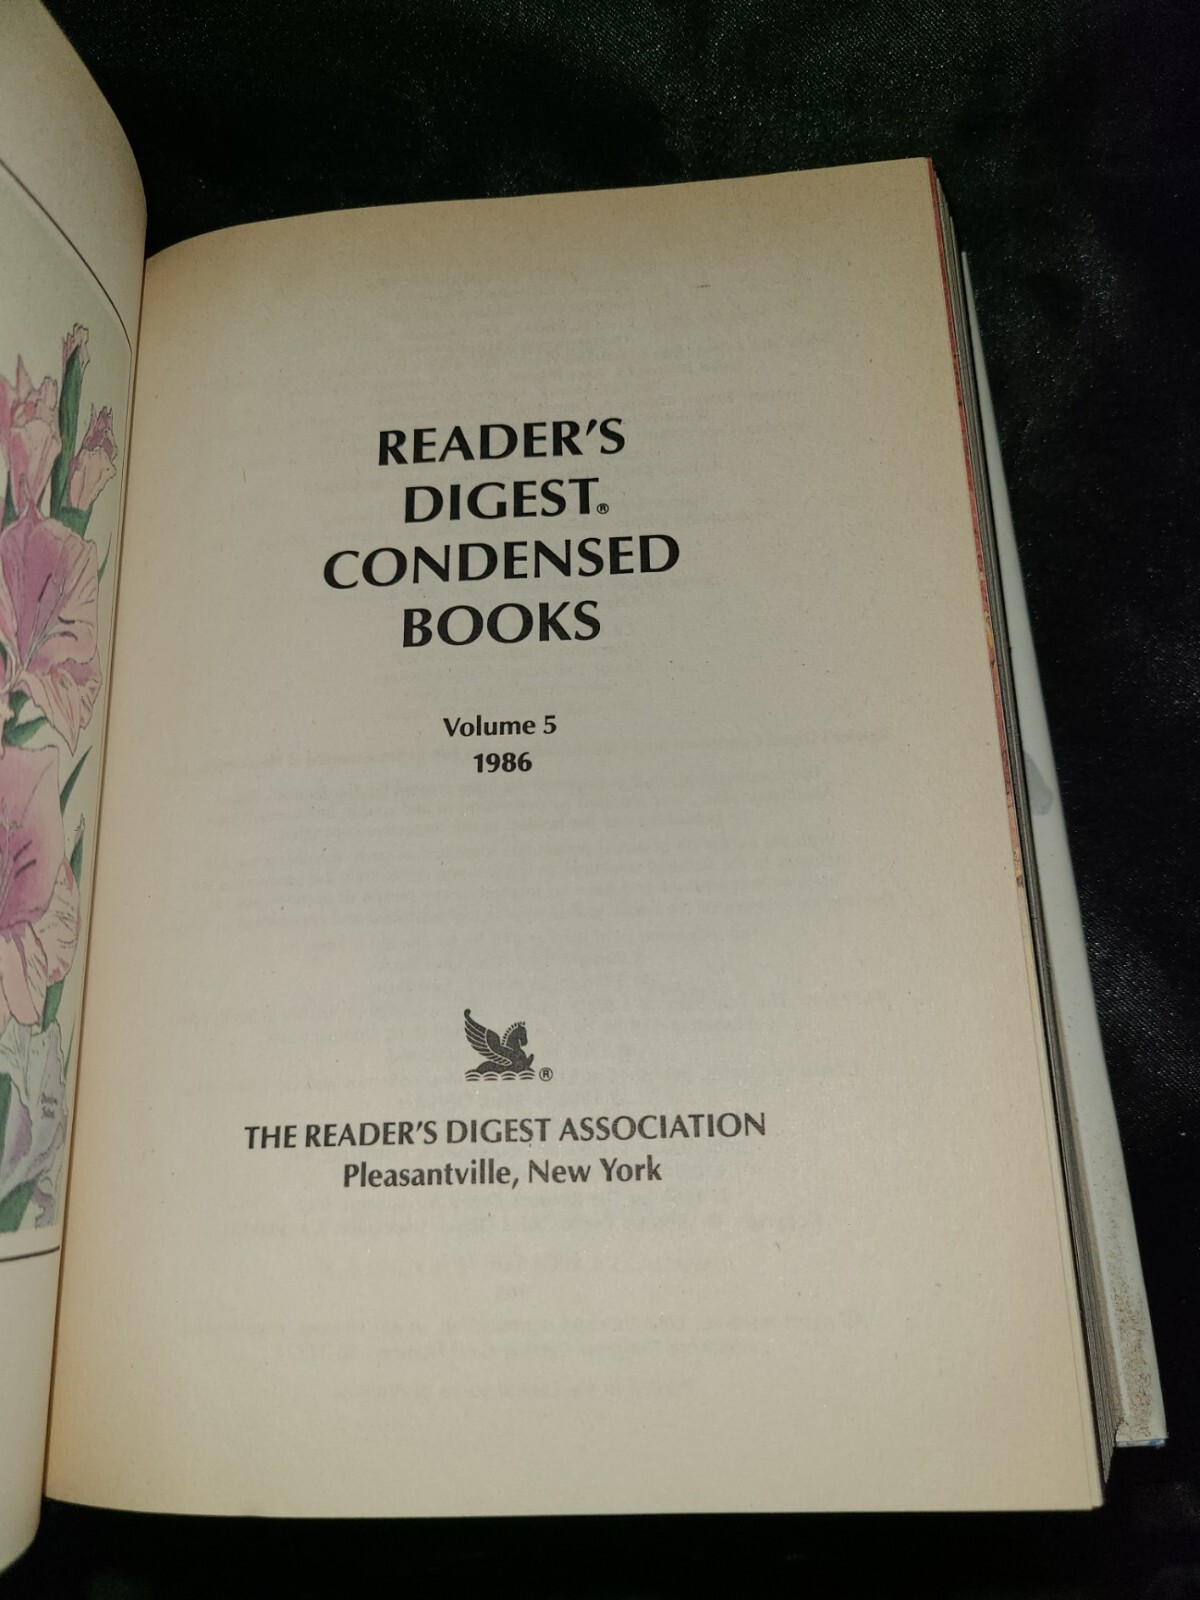 READER'S
DIGEST®
CONDENSED
BOOKS
Volume 5
1986
®
THE READER'S DIGEST ASSOCIATION
Pleasantville, New York